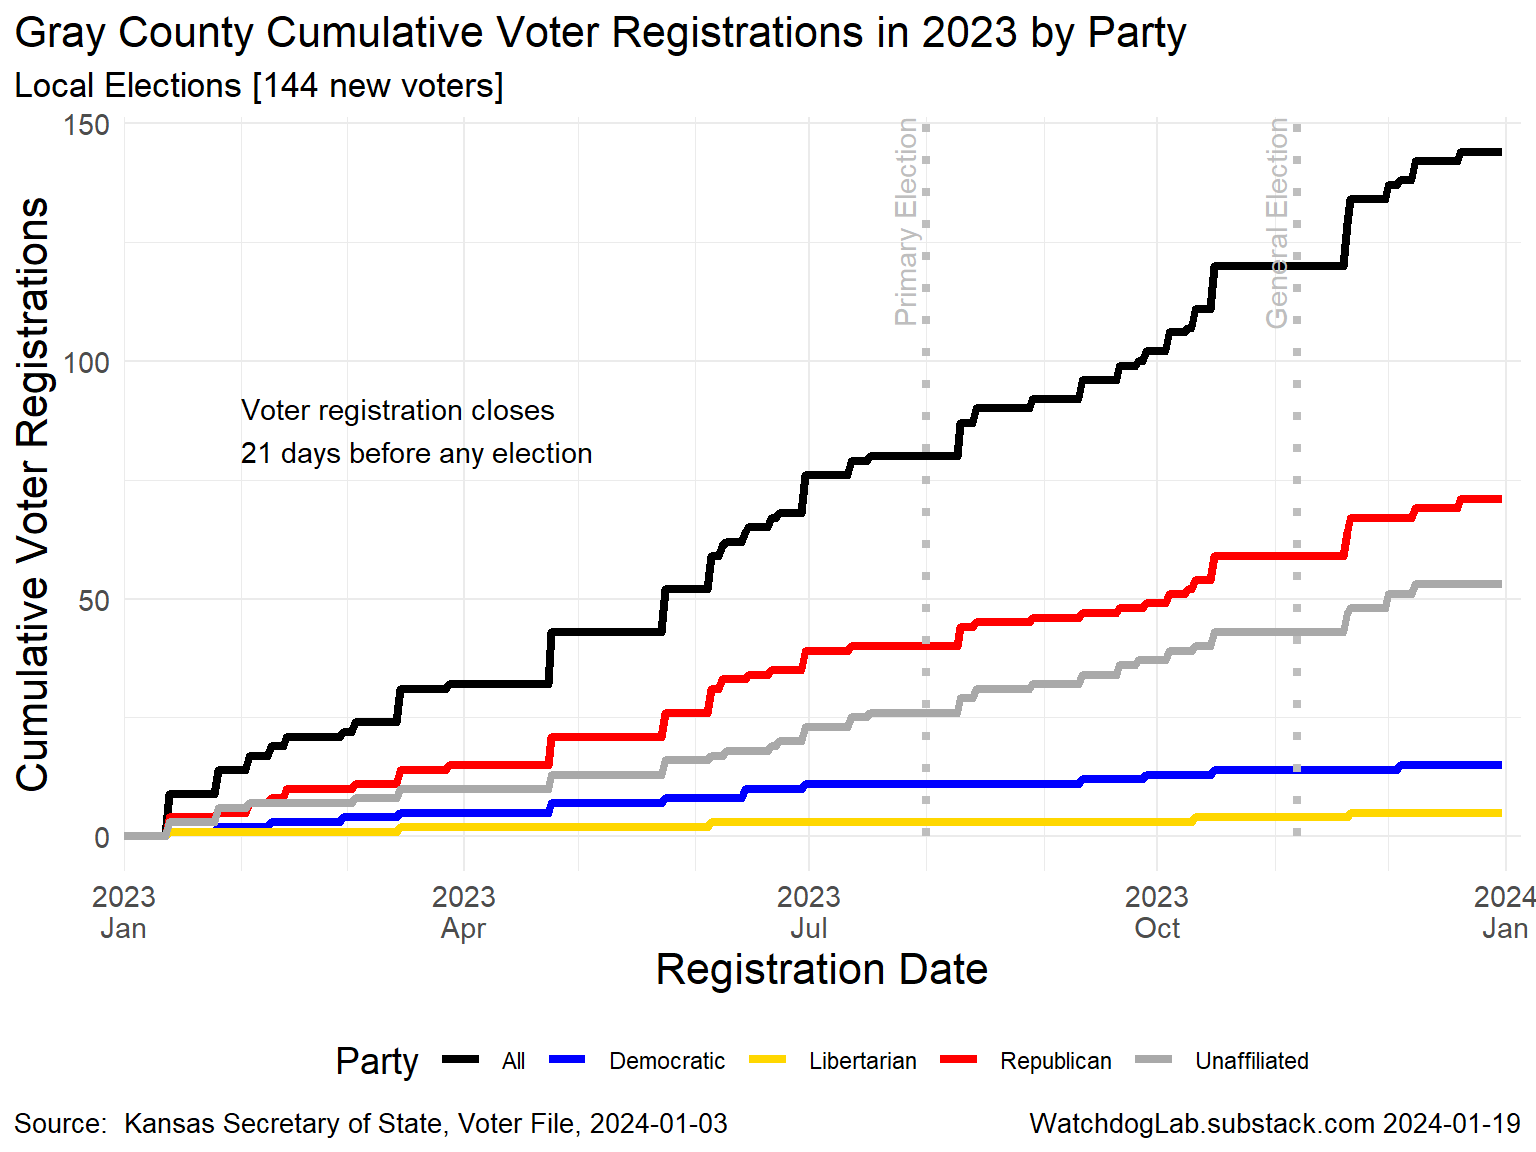 Gray County Cumulative Voter Registrations in 2023 by Party
Local Elections [144 new voters]
Cumulative Voter Registrations
150
100
50
0
Primary Election
General Election
Voter registration closes
21 days before any election
2023
Jan
2023
Apr
2023
Jul
2023
Oct
2024
Jan
Registration Date
Party
All
Democratic
Libertarian
Republican
Unaffiliated
Source:  Kansas Secretary of State, Voter File, 2024-01-03
WatchdogLab.substack.com 2024-01-19